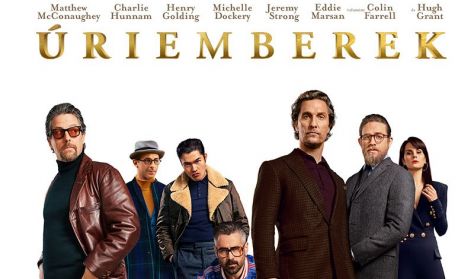 Matthew McConaughey Charlie Hunnam Henry Golding Michelle Dockery Jeremy Strong Eddie Marsan Colin Farrell & Hugh Grant
ÚRIEMBEREK